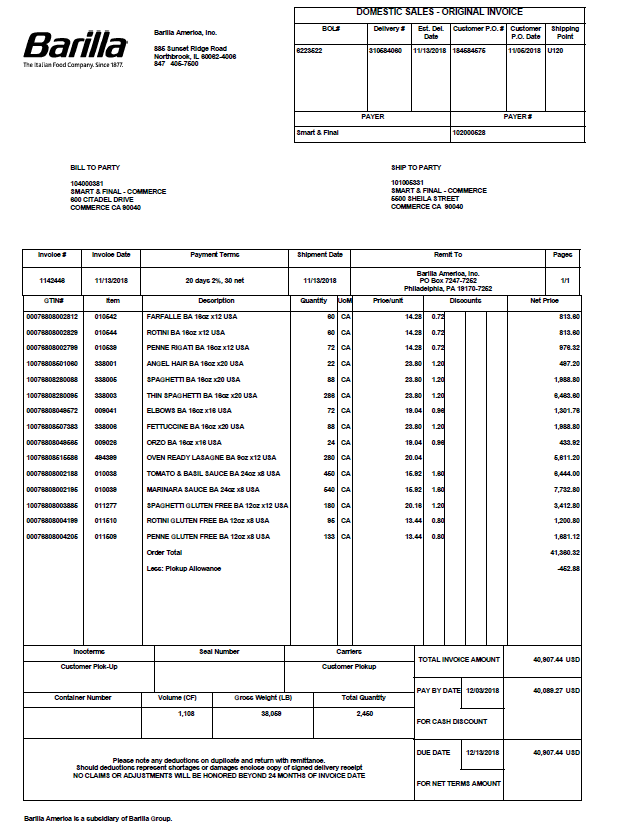 DOMESTIC SALES - ORIGINAL INVOICE
Barilla
The Italian Food Company. Since 1877.
Barilla America, Inc.
885 Sunset Ridge Road
Northbrook, IL 60062-4006
847 405-7500
BOL# Delivery # Est. Del. Date Customer P.O. # Customer P.O. Date Shipping Point
6223522 310584060 11/13/2018 184584575 11/05/2018 U120
PAYER PAYER #
Smart & Final 102000528
BILL TO PARTY
104000381
SMART & FINAL - COMMERCE
600 CITADEL DRIVE
COMMERCE CA 90040
SHIP TO PARTY
101005331
SMART & FINAL - COMMERCE
5500 SHEILA STREET
COMMERCE CA 90040
Invoice # Invoice Date Payment Terms Shipment Date Remit To Pages
1142446 11/13/2018 20 days 2%, 30 net 11/13/2018 Barilla America, Inc. PO Box 7247-7252 Philadelphia, PA 19170-7252 1/1
GTIN# Item Description Quantity UoM Price/unit Discounts Net Price
00076808002812 010542 FARFALLE BA 16oz x12 USA 60 CA 14.28 0.72 813.60
00076808002829 010544 ROTINI BA 16oz x12 USA 60 CA 14.28 0.72 813.60
00076808002799 010539 PENNE RIGATI BA 16oz x12 USA 72 CA 14.28 0.72 976.32
10076808501060 338001 ANGEL HAIR BA 16oz x20 USA 22 CA 23.80 1.20 497.20
10076808280088 338005 SPAGHETTI BA 16oz x20 USA 88 CA 23.80 1.20 1,988.80
10076808280095 338003 THIN SPAGHETTI BA 16oz x20 USA 286 CA 23.80 1.20 6,463.60
00076808049572 009041 ELBOWS BA 16oz x16 USA 72 CA 19.04 0.96 1,301.76
10076808507383 338006 FETTUCCINE BA 16oz x20 USA 88 CA 23.80 1.20 1,988.80
00076808049565 009026 ORZO BA 16oz x16 USA 24 CA 19.04 0.96 433.92
10076808515586 494399 OVEN READY LASAGNE BA 9oz x12 USA 280 CA 20.04 5,611.20
00076808002188 010038 TOMATO & BASIL SAUCE BA 24oz x8 USA 450 CA 15.92 1.60 6,444.00
00076808002195 010039 MARINARA SAUCE BA 24oz x8 USA 540 CA 15.92 1.60 7,732.80
10076808003885 011277 SPAGHETTI GLUTEN FREE BA 12oz x12 USA 180 CA 20.16 1.20 3,412.80
00076808004199 011510 ROTINI GLUTEN FREE BA 12oz x8 USA 95 CA 13.44 0.80 1,200.80
00076808004205 011509 PENNE GLUTEN FREE BA 12oz x8 USA 133 CA 13.44 0.80 1,681.12
Order Total 41,360.32
Less: Pickup Allowance -452.88
Incoterms Seal Number Carriers
Customer Pick-Up Customer Pickup
TOTAL INVOICE AMOUNT 40,907.44 USD
Container Number Volume (CF) Gross Weight (LB) Total Quantity
1,108 38,059 2,450
PAY BY DATE 12/03/2018 40,089.27 USD
FOR CASH DISCOUNT
DUE DATE 12/13/2018 40,907.44 USD
FOR NET TERMS AMOUNT
Please note any deductions on duplicate and return with remittance.
Should deductions represent shortages or damages enclose copy of signed delivery receipt
NO CLAIMS OR ADJUSTMENTS WILL BE HONORED BEYOND 24 MONTHS OF INVOICE DATE
Barilla America is a subsidiary of Barilla Group.